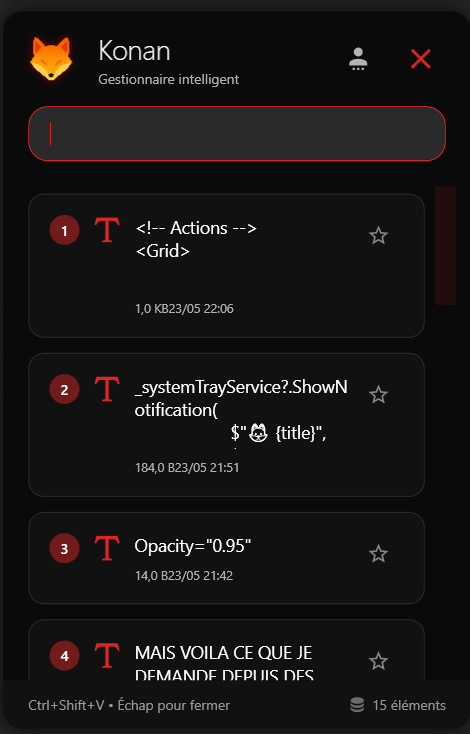 Konan
Gestionnaire intelligent
1
T
<!-- Actions -->
<Grid>
1,0 KB23/05 22:06
2
T
_systemTrayService?.ShowN
otification(
$"🐺 {title}",
184,0 B23/05 21:51
3
T
Opacity="0.95"
14,0 B23/05 21:42
4
T
MAIS VOILA CE QUE JE
DEMANDE DEPUIS DES
Ctrl+Shift+V • Échap pour fermer
15 éléments